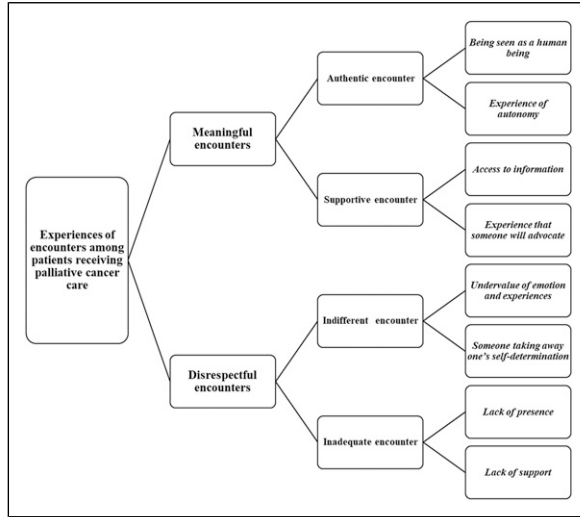 Experiences of
encounters among
patients receiving
palliative cancer
care
Meaningful
encounters
Disrespectful
encounters
Authentic encounter
Supportive encounter
Indifferent encounter
Inadequate encounter
Being seen as a human
being
Experience of
autonomy
Access to information
Experience that
someone will advocate
Undervalue of emotion
and experiences
Someone taking away
one's self-determination
Lack of presence
Lack of support